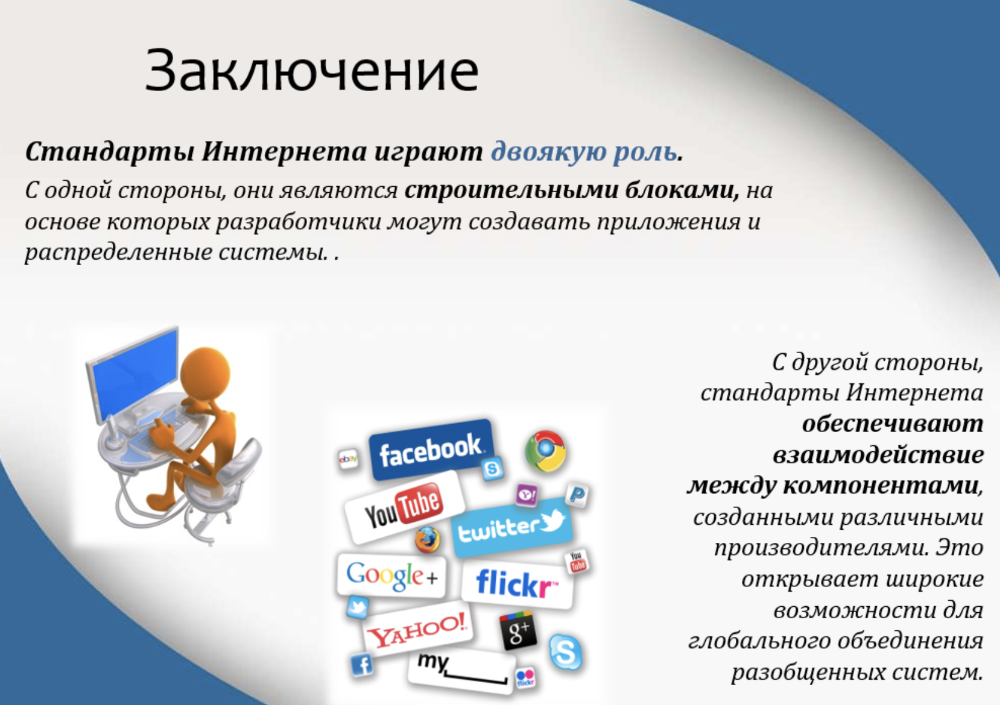 Заключение
Стандарты Интернета играют двоякую роль.
С одной стороны, они являются строительными блоками, на
основе которых разработчики могут создавать приложения и
распределенные системы. .
С другой стороны,
стандарты Интернета
обеспечивают
взаимодействие
между компонентами,
созданными различными
производителями. Это
открывает широкие
возможности для
глобального объединения
разобщенных систем.
facebook.
ebay
S
YouTube
Y!
P
twitter
You
Tube
Google+
flickr™
YAHOO!
g+
S
f
my
flickr